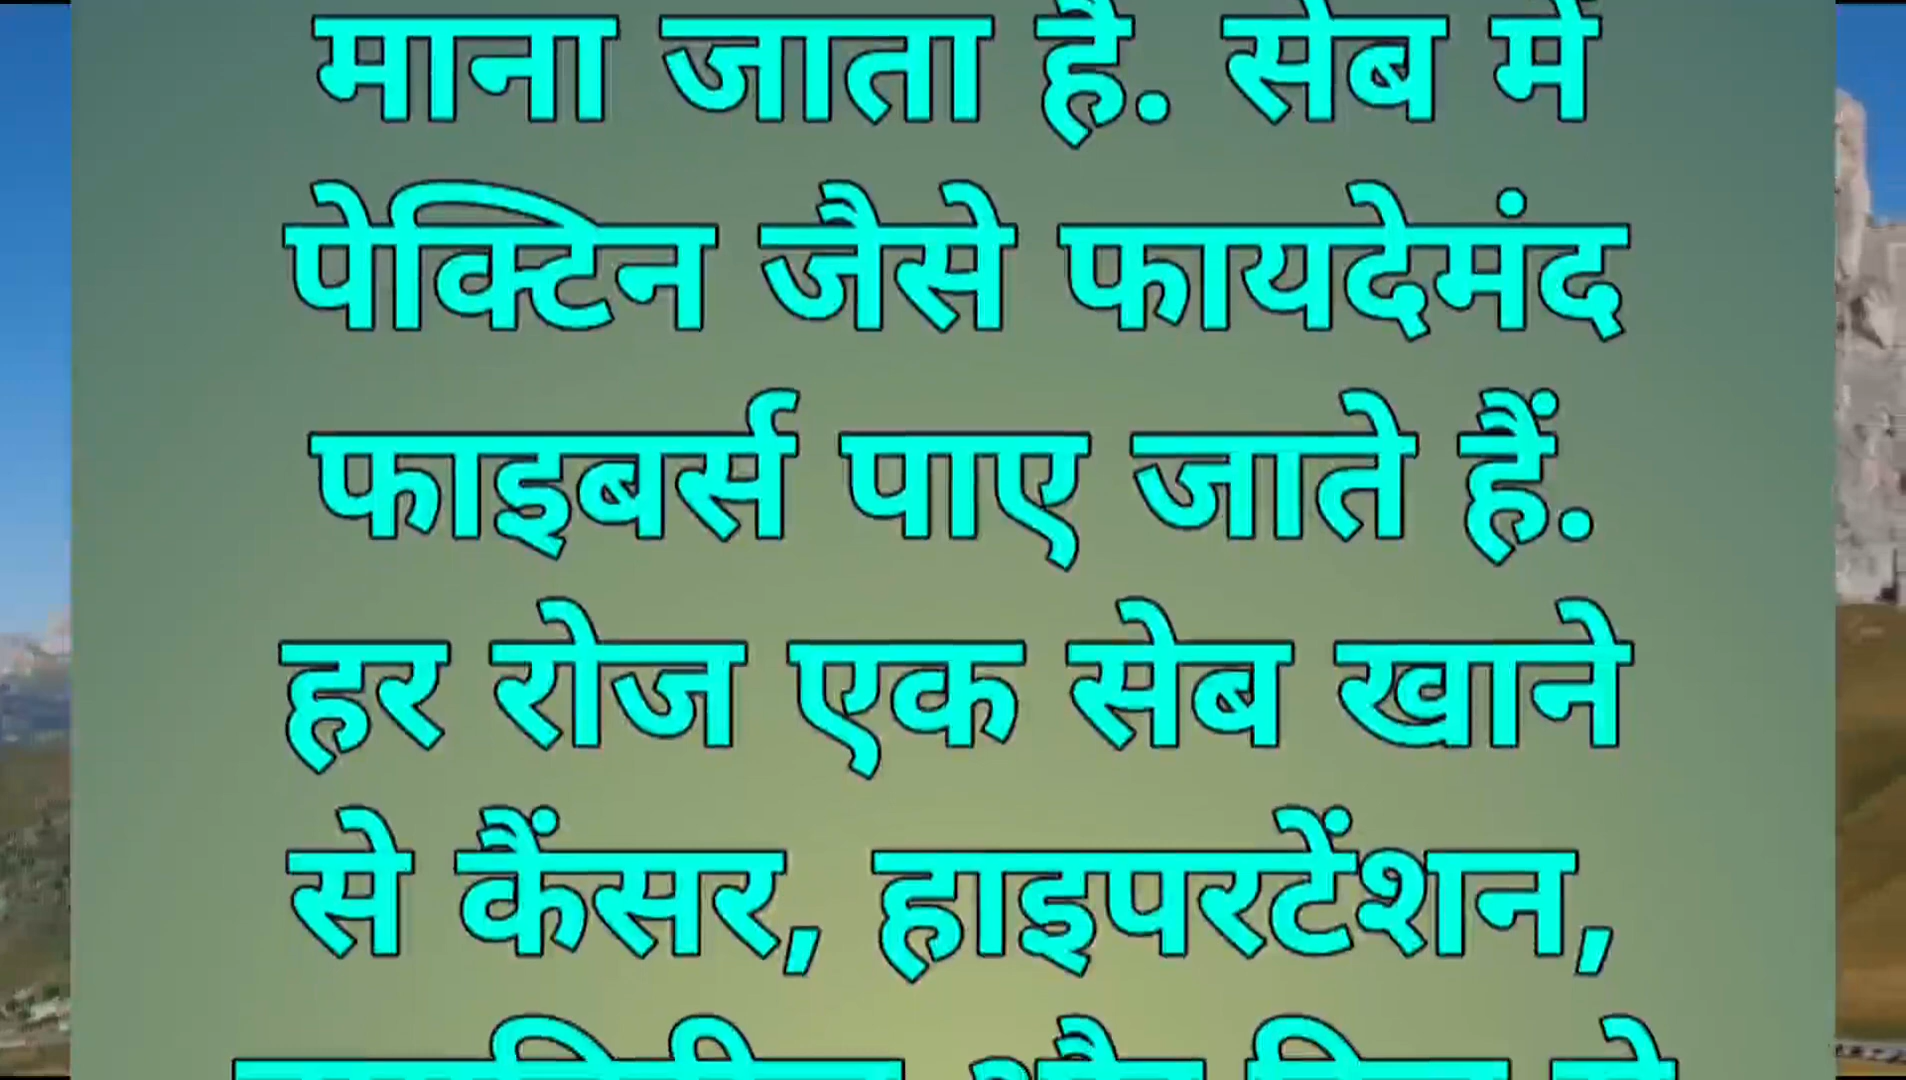 माना जाता है. सेब में
पेक्टिन जैसे फायदेमंद
फाइबर्स पाए जाते हैं.
हर रोज एक सेब खाने
से कैंसर, हाइपरटेंशन,